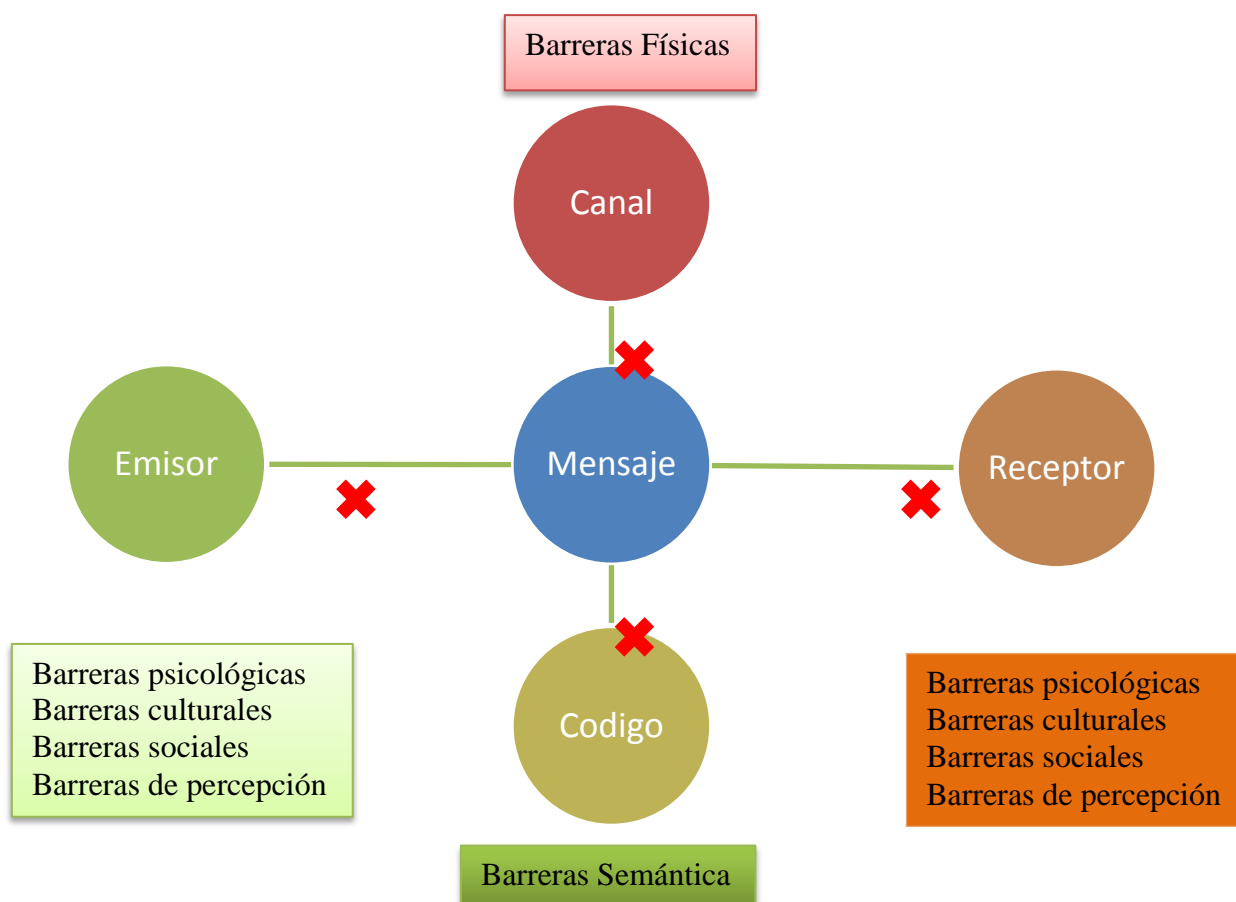 Barreras Físicas
Canal
Emisor
Mensaje
Receptor
Barreras psicológicas
Barreras culturales
Barreras sociales
Barreras de percepción
Codigo
Barreras psicológicas
Barreras culturales
Barreras sociales
Barreras de percepción
Barreras Semántica